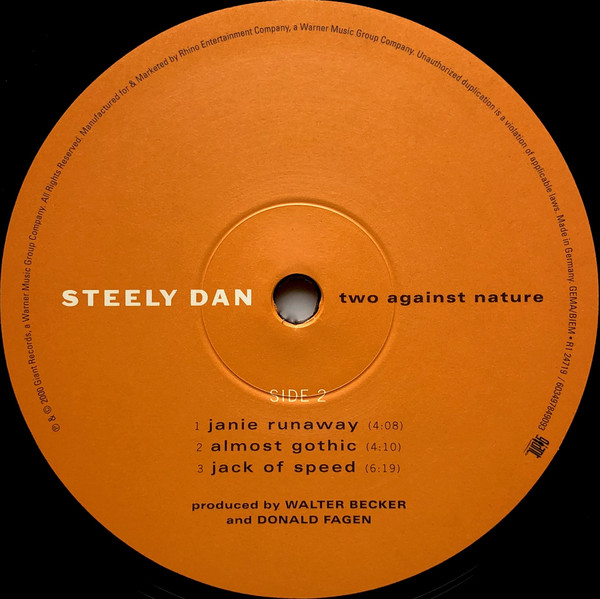 ℗ & © 2000 Giant Records, a Warner Music Group Company. All Rights Reserved. Manufactured for & Marketed by Rhino Entertainment Company, a Warner Music Group Company. Unauthorized duplication is a violation of applicable laws. Made in Germany. GEMA/BIEM • R1 24719 / 603497849093
Giant
STEELY DAN
two against nature
SIDE 2
1 janie runaway (4:08)
2 almost gothic (4:10)
3 jack of speed (6:19)
produced by WALTER BECKER
and DONALD FAGEN